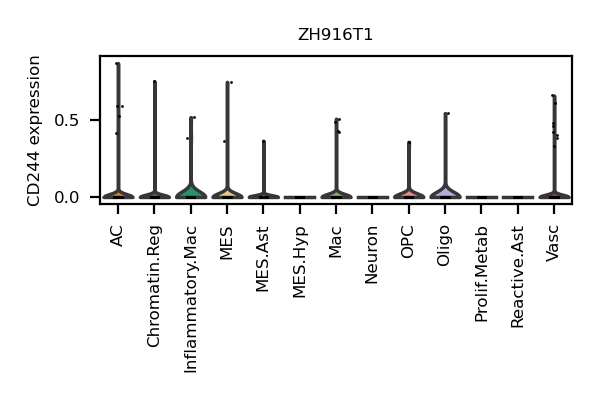 ZH916T1
CD244 expression
0.5
0.0
AC
Chromatin.Reg
Inflammatory.Mac
MES
MES.Ast
MES.Hyp
Mac
Neuron
OPC
Oligo
Prolif.Metab
Reactive.Ast
Vasc